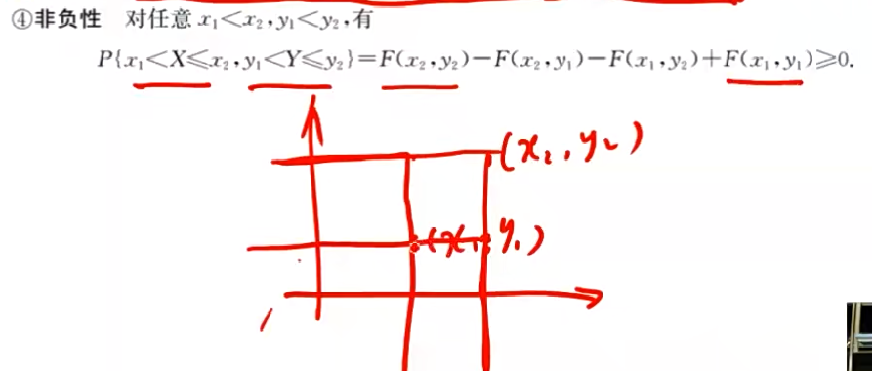 ④非负性 对任意 x₁<x₂,y₁<y₂,有
P{x₁<X≤x₂,y₁<Y≤y₂}=F(x₂,y₂)-F(x₂,y₁)-F(x₁,y₂)+F(x₁,y₁)≥0.
(x₂,y₂)
(x₁,y₁)